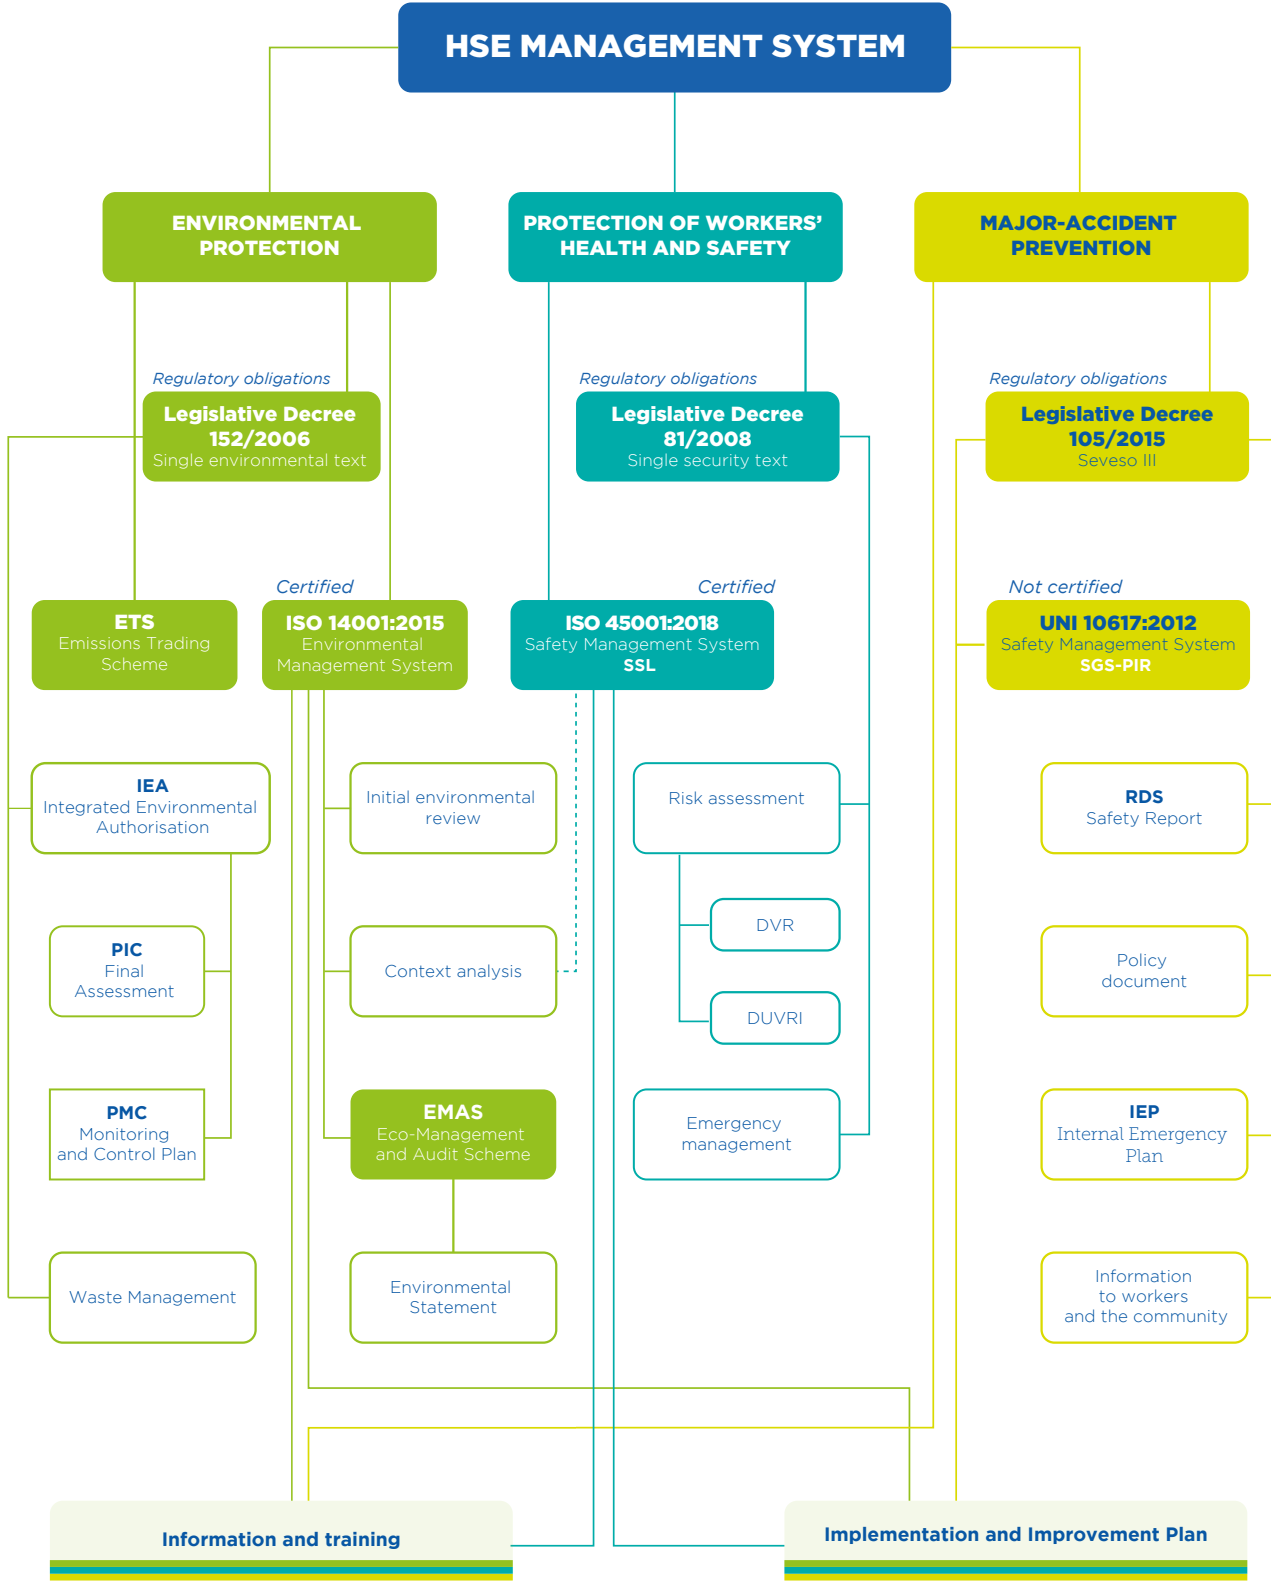 HSE MANAGEMENT SYSTEM
ENVIRONMENTAL
PROTECTION
PROTECTION OF WORKERS’
HEALTH AND SAFETY
MAJOR-ACCIDENT
PREVENTION
Regulatory obligations
Legislative Decree
152/2006
Single environmental text
Regulatory obligations
Legislative Decree
81/2008
Single security text
Regulatory obligations
Legislative Decree
105/2015
Seveso III
ETS
Emissions Trading
Scheme
Certified
ISO 14001:2015
Environmental
Management System
Certified
ISO 45001:2018
Safety Management System
SSL
Not certified
UNI 10617:2012
Safety Management System
SGS-PIR
IEA
Integrated Environmental
Authorisation
Initial environmental
review
Risk assessment
RDS
Safety Report
PIC
Final
Assessment
Context analysis
DVR
DUVRI
Policy
document
PMC
Monitoring
and Control Plan
EMAS
Eco-Management
and Audit Scheme
Emergency
management
IEP
Internal Emergency
Plan
Waste Management
Environmental
Statement
Information
to workers
and the community
Information and training
Implementation and Improvement Plan